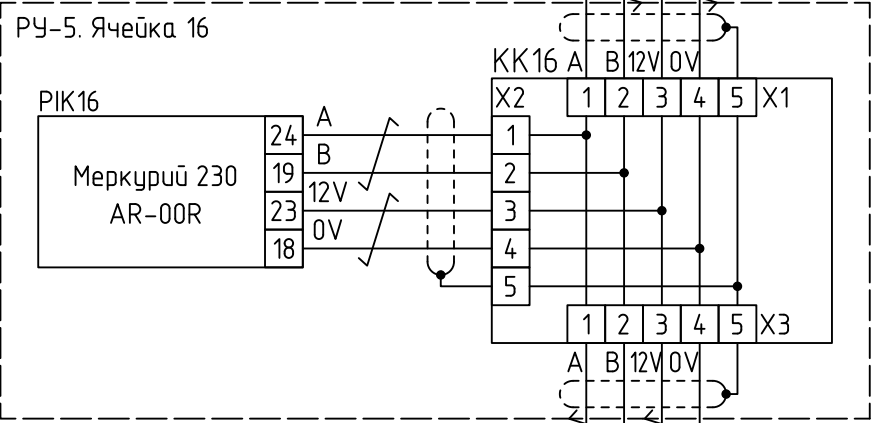 РУ-5. Ячейка 16
A B 12V 0V
KK16
X2
1 2 3 4 5 X1
PIK16
Меркурий 230
AR-00R
24 A 1
19 B 2
23 12V 3
18 0V 4
5
1 2 3 4 5 X3
A B 12V 0V